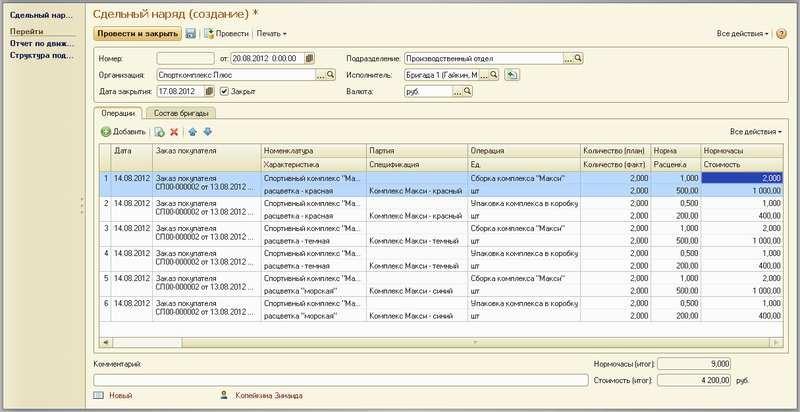 Сдельный наряд (создание) *
Сдельный нар...
Перейти
Отчет по движ...
Структура под...
Провести и закрыть Провести Печать Все действия
Номер: от: 20.08.2012 0:00:00 Подразделение: Производственный отдел
Организация: Спорткомплекс Плюс Исполнитель: Бригада 1 (Гайкин, М
Дата закрытия: 17.08.2012 Закрыт Валюта: руб.
Операции Состав бригады
Добавить Все действия
Дата Заказ покупателя Номенклатура Партия Операция Количество (план) Норма Нормочасы
Характеристика Спецификация Ед. Количество (факт) Расценка Стоимость
1 14.08.2012 Заказ покупателя Спортивный комплекс "Ма... Сборка комплекса "Макси" 2,000 1,000 2,000
СП00-000002 от 13.08.2012 ... расцветка - красная Комплекс Макси - красный шт 2,000 500,00 1 000,00
2 14.08.2012 Заказ покупателя Спортивный комплекс "Ма... Упаковка комплекса в коробку 2,000 0,500 1,000
СП00-000002 от 13.08.2012 ... расцветка - красная Комплекс Макси - красный шт 2,000 200,00 400,00
3 14.08.2012 Заказ покупателя Спортивный комплекс "Ма... Сборка комплекса "Макси" 2,000 1,000 2,000
СП00-000002 от 13.08.2012 ... расцветка - темная Комплекс Макси - темный шт 2,000 500,00 1 000,00
4 14.08.2012 Заказ покупателя Спортивный комплекс "Ма... Упаковка комплекса в коробку 2,000 0,500 1,000
СП00-000002 от 13.08.2012 ... расцветка - темная Комплекс Макси - темный шт 2,000 200,00 400,00
5 14.08.2012 Заказ покупателя Спортивный комплекс "Ма... Сборка комплекса "Макси" 2,000 1,000 2,000
СП00-000002 от 13.08.2012 ... расцветка "морская" Комплекс Макси - синий шт 2,000 500,00 1 000,00
6 14.08.2012 Заказ покупателя Спортивный комплекс "Ма... Упаковка комплекса в коробку 2,000 0,500 1,000
СП00-000002 от 13.08.2012 ... расцветка "морская" Комплекс Макси - синий шт 2,000 200,00 400,00
Комментарий: Нормочасы (итог): 9,000
Стоимость (итог): 4 200,00 руб.
Новый Копейкина Зинаида